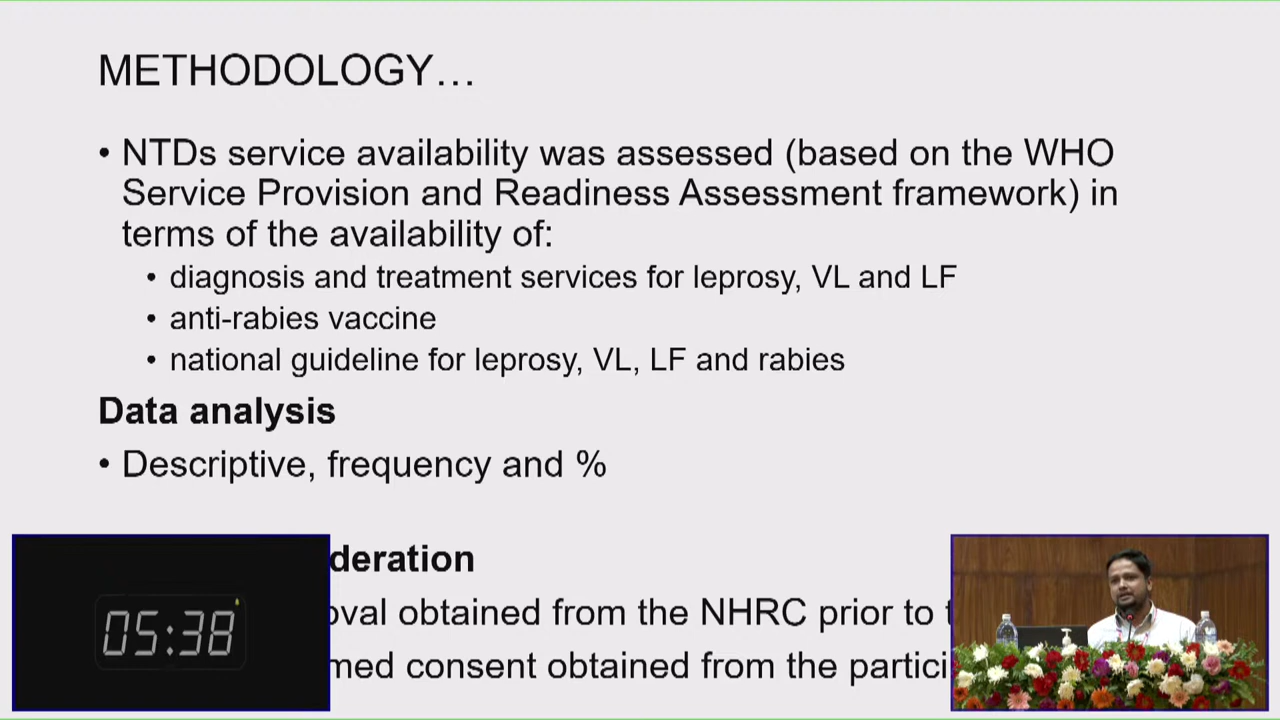 METHODOLOGY…
• NTDs service availability was assessed (based on the WHO
Service Provision and Readiness Assessment framework) in
terms of the availability of:
• diagnosis and treatment services for leprosy, VL and LF
• anti-rabies vaccine
• national guideline for leprosy, VL, LF and rabies
Data analysis
• Descriptive, frequency and %
deration
oval obtained from the NHRC prior to
med consent obtained from the partici
05:38